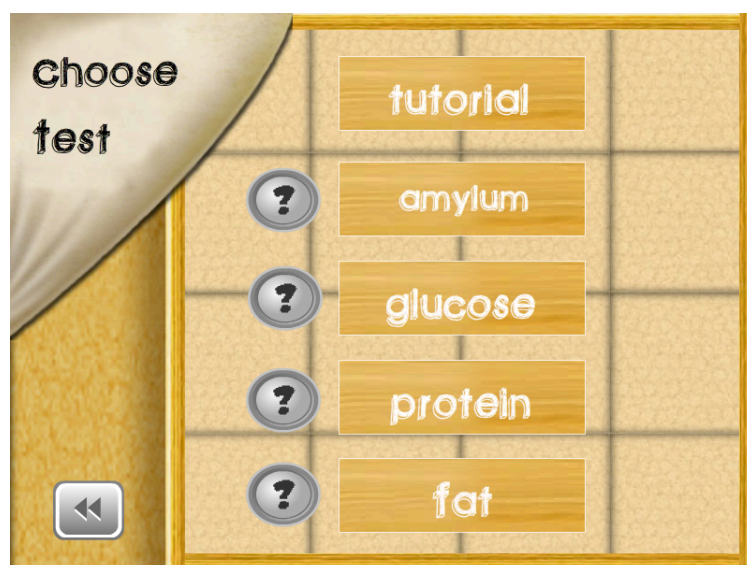 Choose
test
tutorial
? amylum
? glucose
? protein
? fat